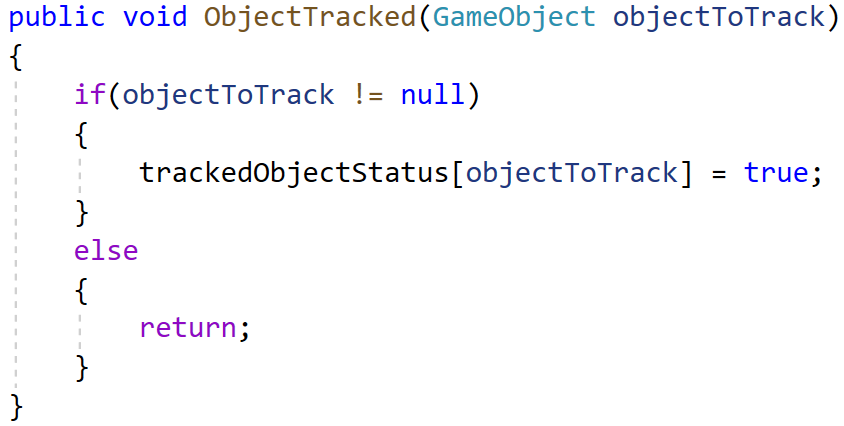 public void ObjectTracked(GameObject objectToTrack)
{
    if(objectToTrack != null)
    {
        trackedObjectStatus[objectToTrack] = true;
    }
    else
    {
        return;
    }
}